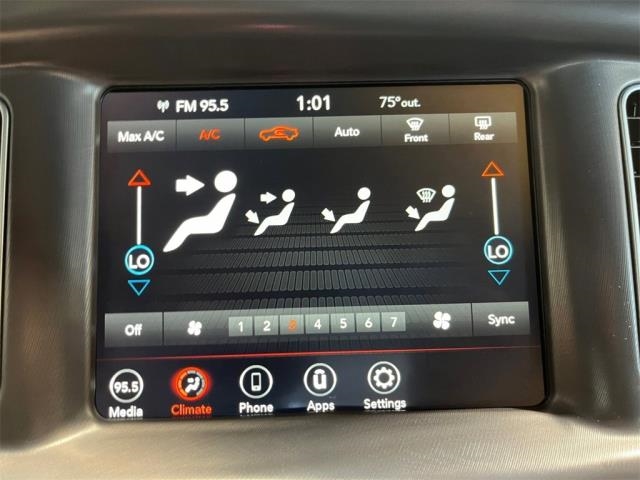 FM 95.5 1:01 75° out.
Max A/C A/C Auto Front Rear
LO LO
Off 1 2 3 4 5 6 7 Sync
95.5
Media Climate Phone Apps Settings